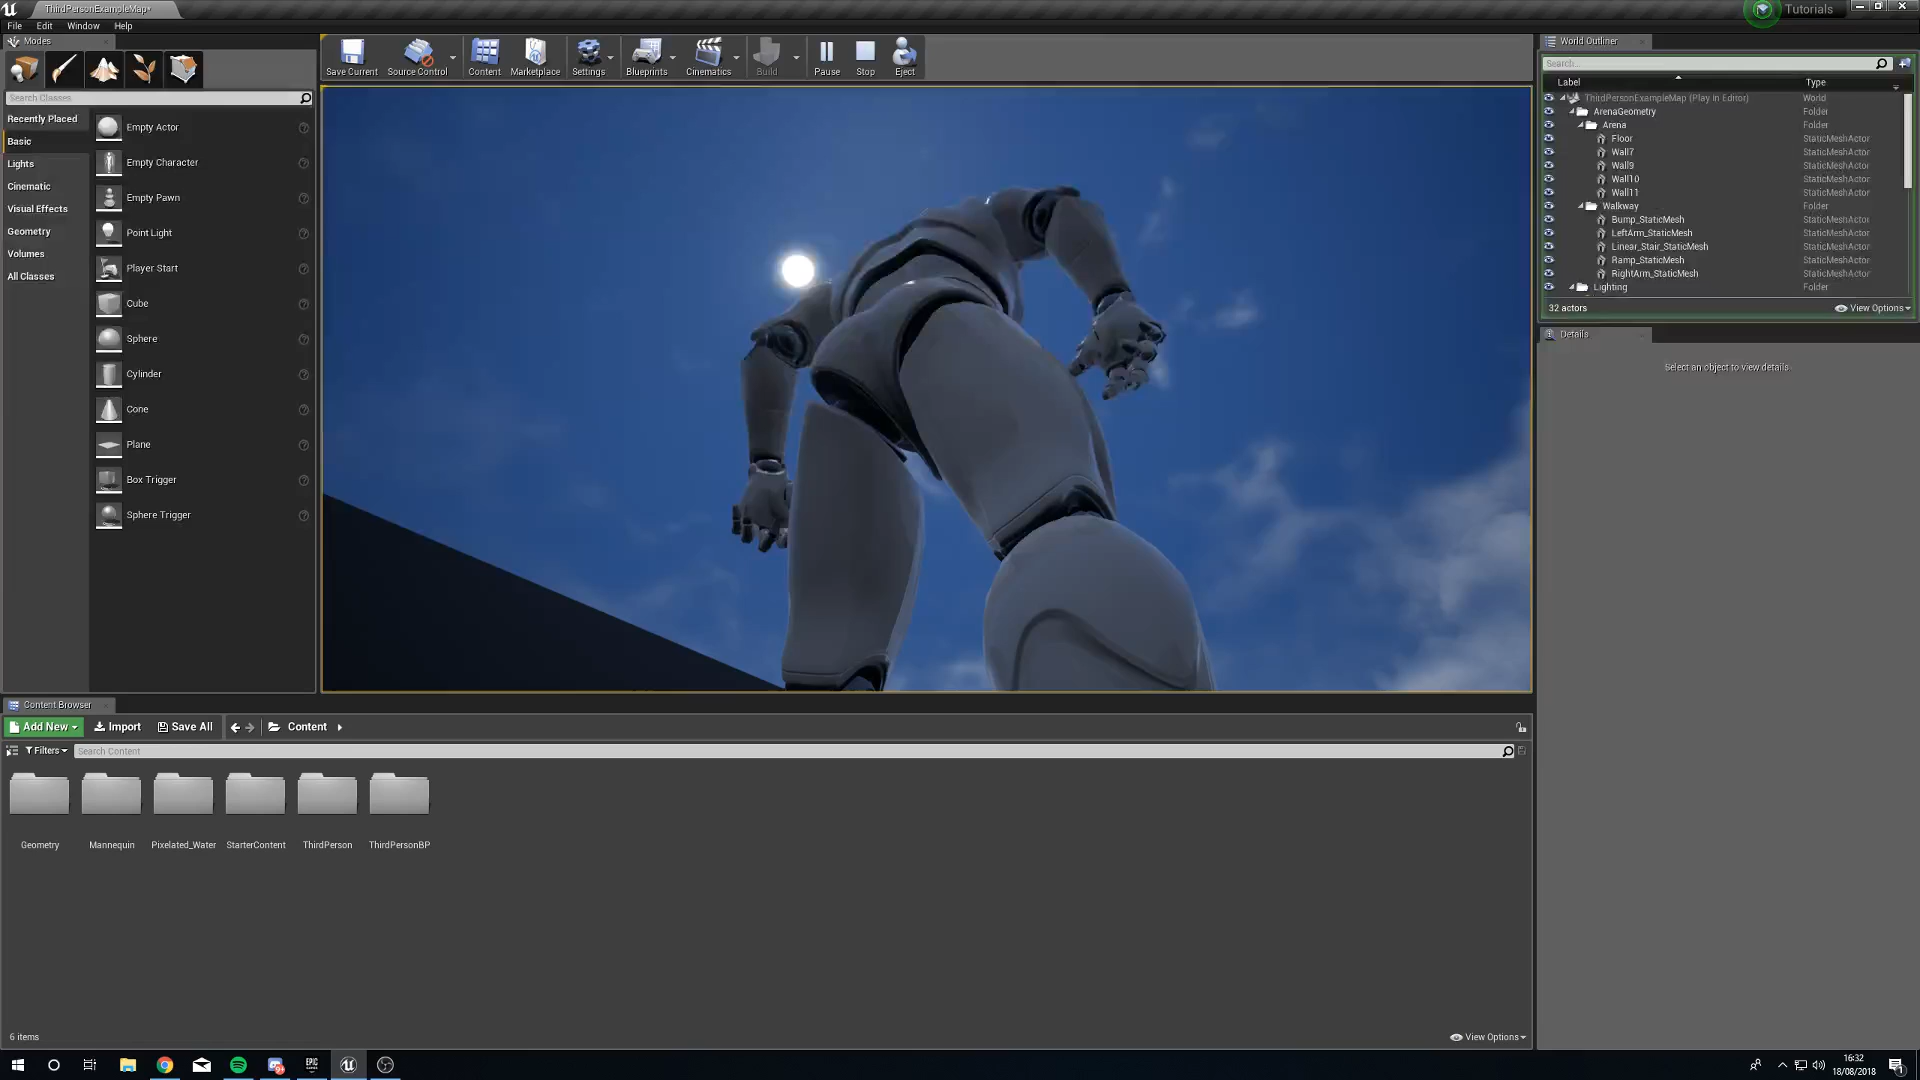 ThirdPersonExampleMap*
Tutorials
File Edit Window Help
Modes
Search Classes
Recently Placed
Basic
Lights
Cinematic
Visual Effects
Geometry
Volumes
All Classes
Empty Actor
Empty Character
Empty Pawn
Point Light
Player Start
Cube
Sphere
Cylinder
Cone
Plane
Box Trigger
Sphere Trigger
Save Current Source Control Content Marketplace Settings Blueprints Cinematics Build Pause Stop Eject
World Outliner
Search...
Label Type
ThirdPersonExampleMap (Play In Editor) World
ArenaGeometry Folder
Arena Folder
Floor StaticMeshActor
Wall7 StaticMeshActor
Wall9 StaticMeshActor
Wall10 StaticMeshActor
Wall11 StaticMeshActor
Walkway Folder
Bump_StaticMesh StaticMeshActor
LeftArm_StaticMesh StaticMeshActor
Linear_Stair_StaticMesh StaticMeshActor
Ramp_StaticMesh StaticMeshActor
RightArm_StaticMesh StaticMeshActor
Lighting Folder
32 actors View Options
Details
Select an object to view details.
Content Browser
Add New Import Save All Content
Filters Search Content
Geometry Mannequin Pixelated_Water StarterContent ThirdPerson ThirdPersonBP
6 items View Options
EPIC
16:32
18/08/2018